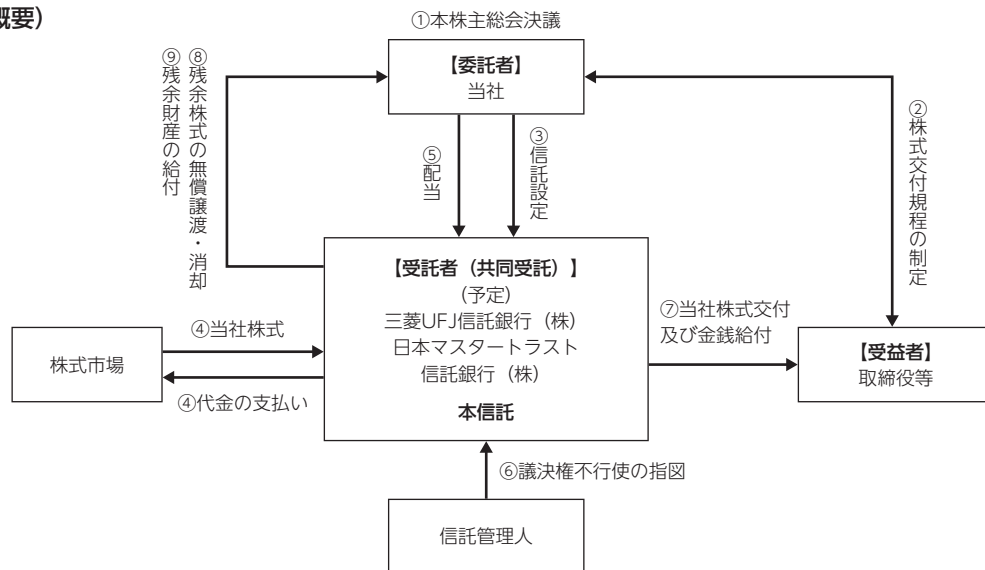 概要）
①本株主総会決議
【委託者】
当社
⑨残余財産の給付
⑧残余株式の無償譲渡・消却
⑤配当
③信託設定
②株式交付規程の制定
【受託者（共同受託）】
（予定）
三菱UFJ信託銀行（株）
日本マスタートラスト
信託銀行（株）
本信託
株式市場
④当社株式
④代金の支払い
⑦当社株式交付
及び金銭給付
【受益者】
取締役等
⑥議決権不行使の指図
信託管理人